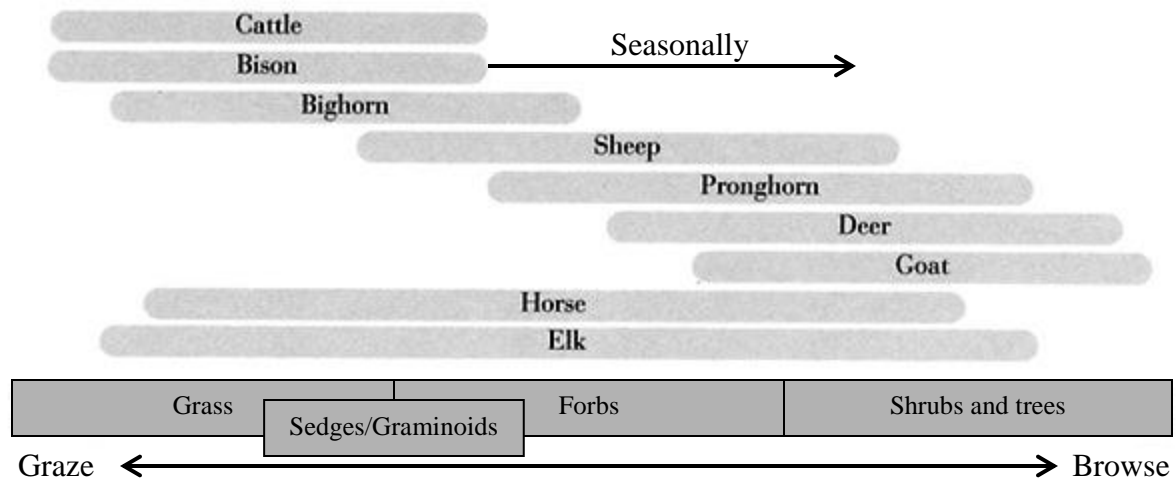 Cattle
Seasonally
Bison
Bighorn
Sheep
Pronghorn
Deer
Goat
Horse
Elk
Grass
Forbs
Shrubs and trees
Sedges/Graminoids
Graze
Browse